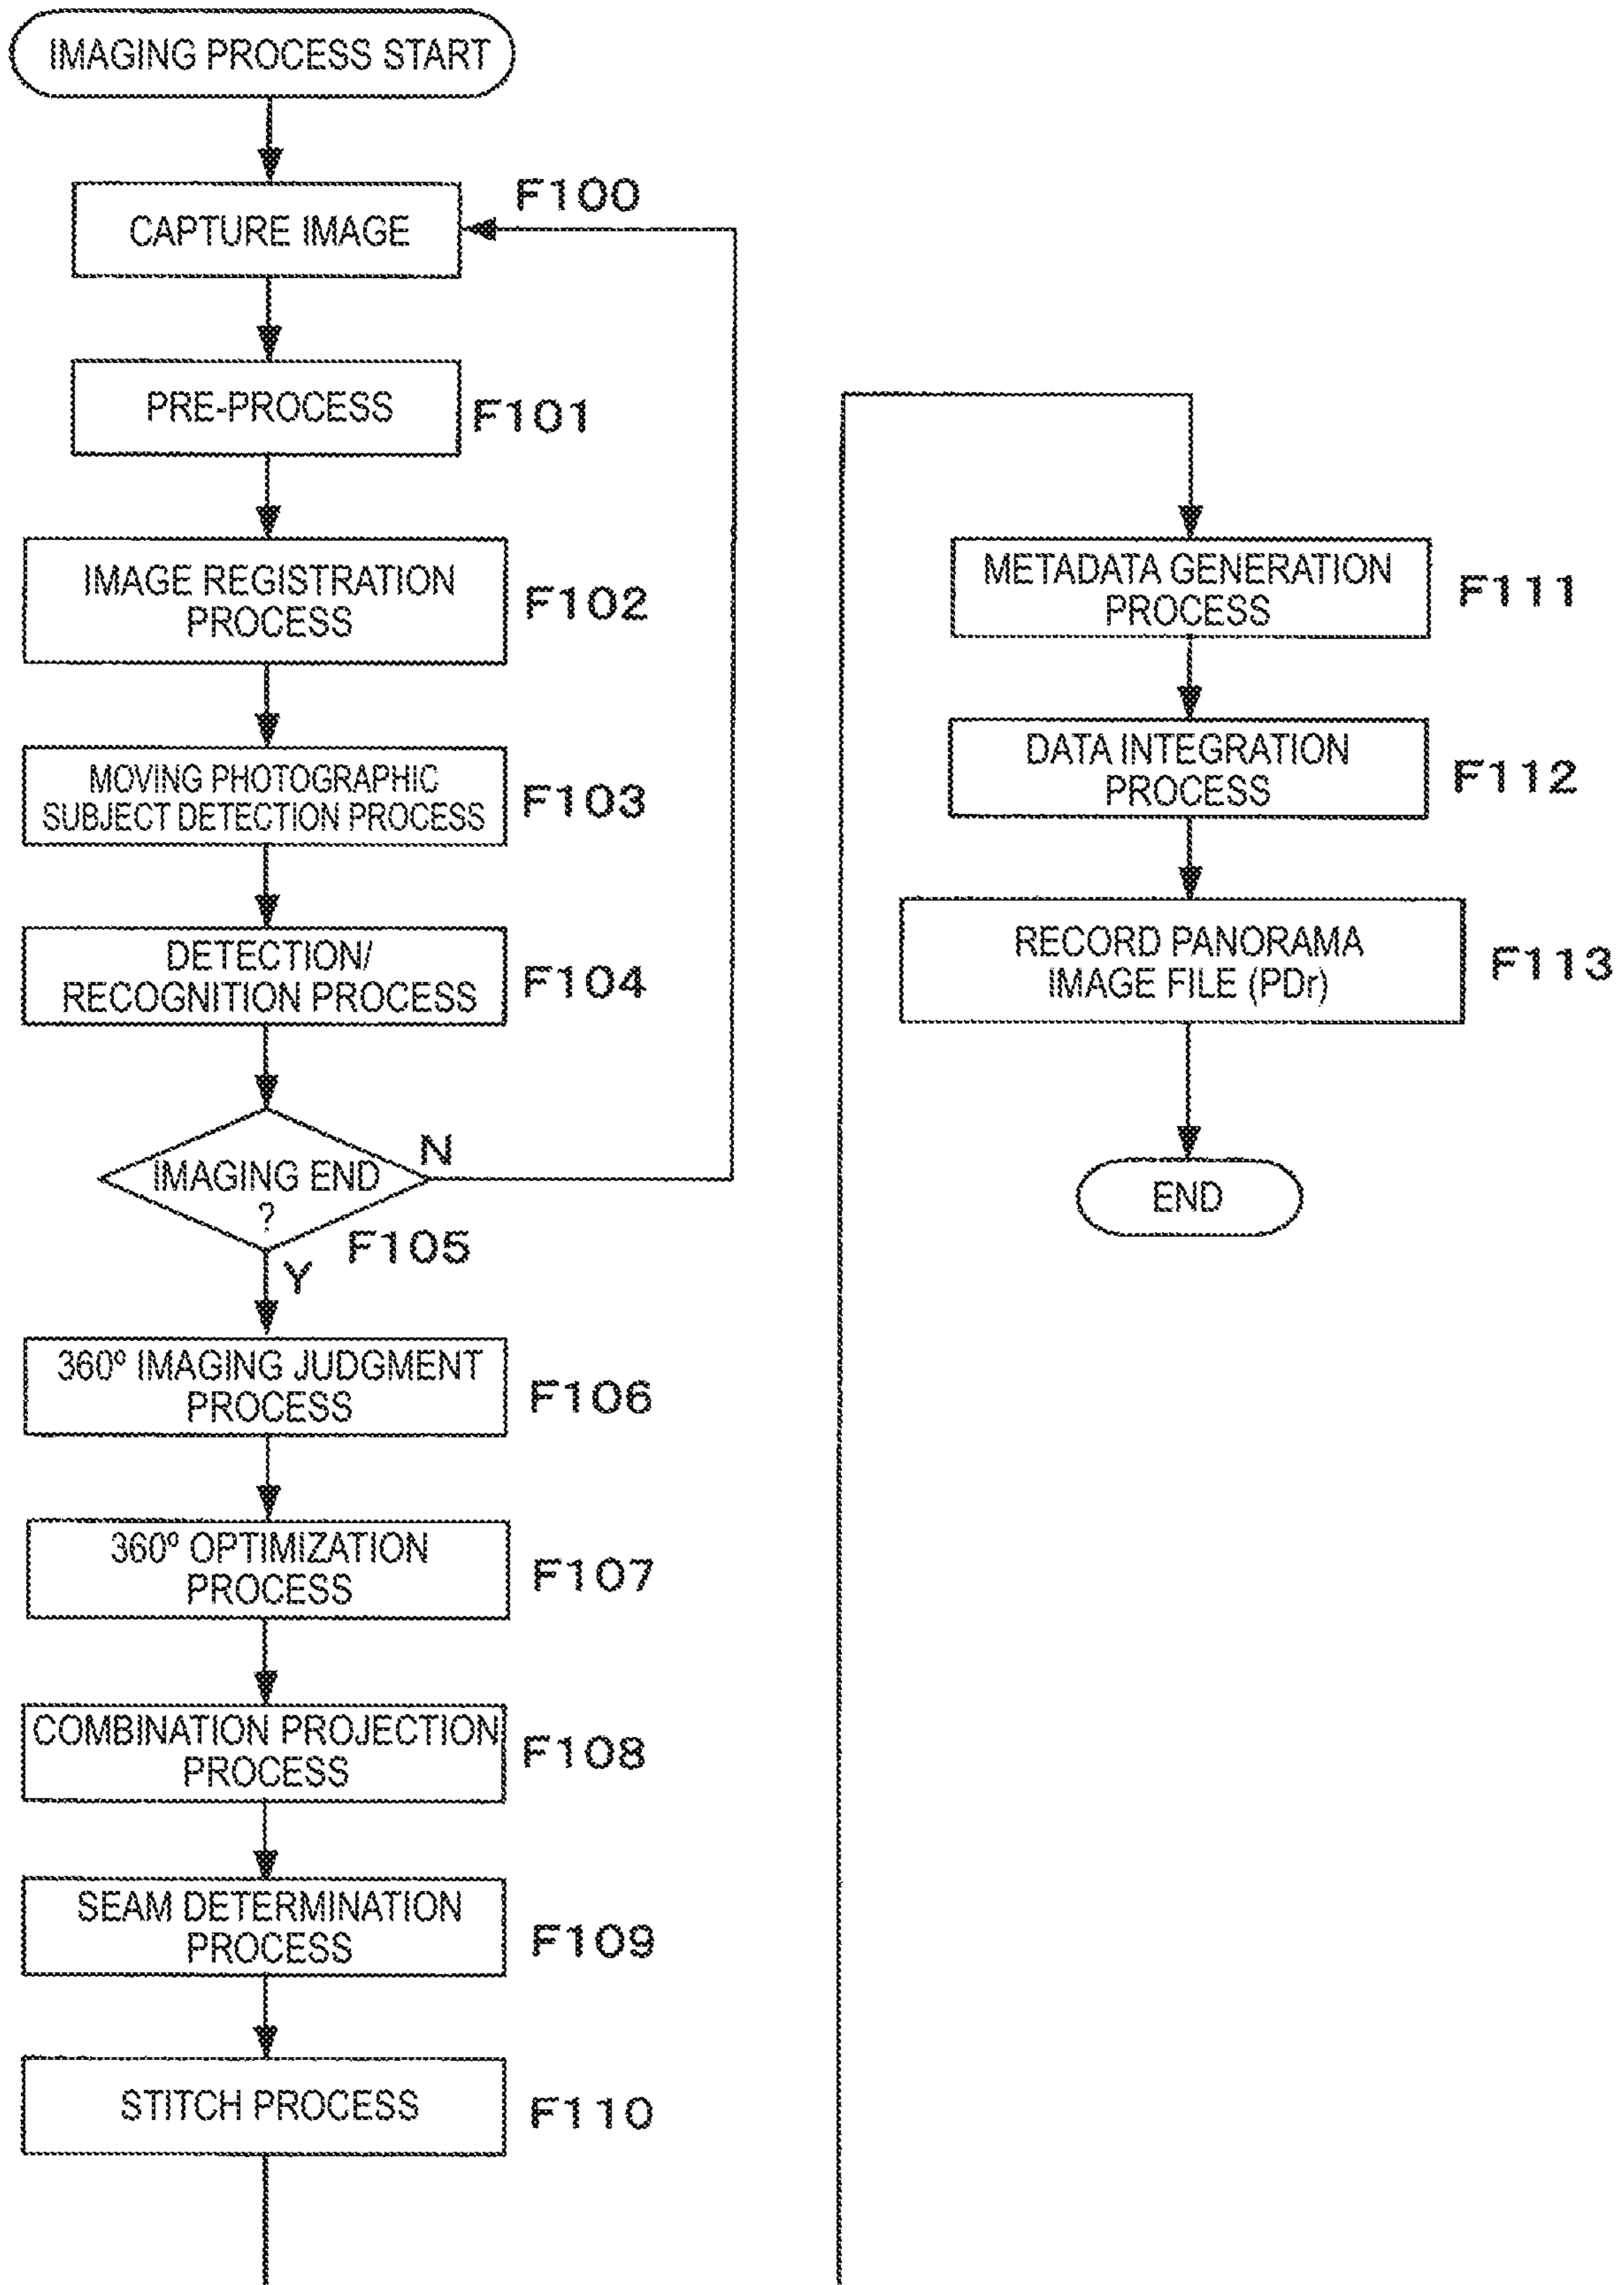 IMAGING PROCESS START
F100
CAPTURE IMAGE
PRE-PROCESS
F101
IMAGE REGISTRATION
PROCESS
F102
MOVING PHOTOGRAPHIC
SUBJECT DETECTION PROCESS
F103
DETECTION/
RECOGNITION PROCESS
F104
IMAGING END
?
N
F105
Y
360º IMAGING JUDGMENT
PROCESS
F106
360º OPTIMIZATION
PROCESS
F107
COMBINATION PROJECTION
PROCESS
F108
SEAM DETERMINATION
PROCESS
F109
STITCH PROCESS
F110
METADATA GENERATION
PROCESS
F111
DATA INTEGRATION
PROCESS
F112
RECORD PANORAMA
IMAGE FILE (PDr)
F113
END